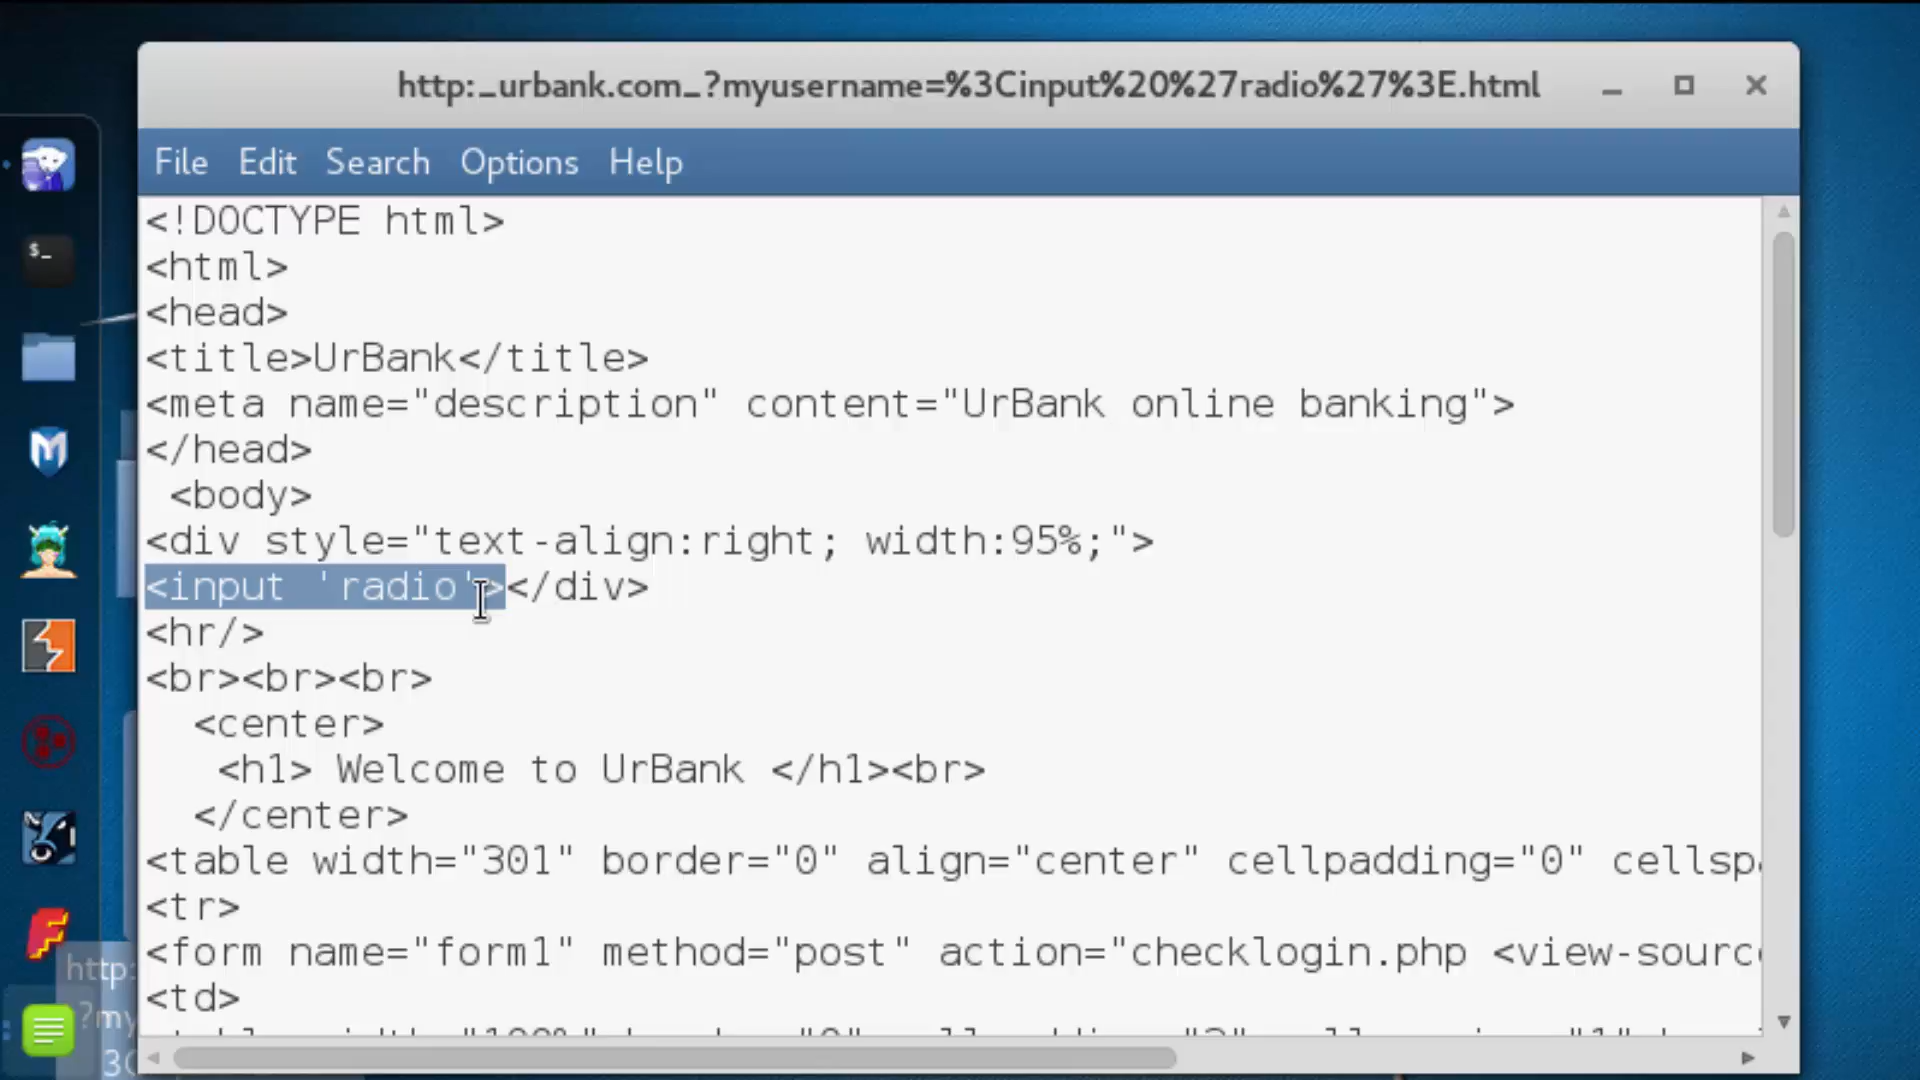 http:_urbank.com_?myusername=%3Cinput%20%27radio%27%3E.html
File Edit Search Options Help
<!DOCTYPE html>
<html>
<head>
<title>UrBank</title>
<meta name="description" content="UrBank online banking">
</head>
<body>
<div style="text-align:right; width:95%;">
<input 'radio'></div>
<hr/>
<br><br><br>
<center>
<h1> Welcome to UrBank </h1><br>
</center>
<table width="301" border="0" align="center" cellpadding="0" cellsp
<tr>
<form name="form1" method="post" action="checklogin.php <view-sourc
<td>
$_
http:
?my
30